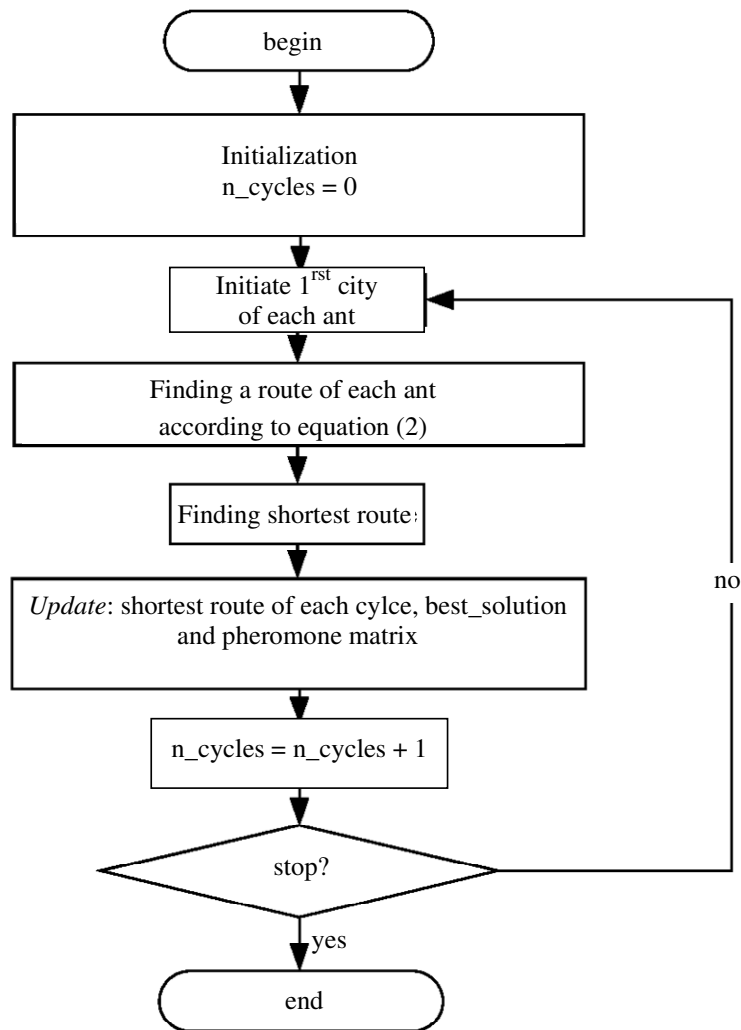 begin
Initialization
n_cycles = 0
Initiate 1rst city
of each ant
Finding a route of each ant
according to equation (2)
Finding shortest route
Update: shortest route of each cylce, best_solution
and pheromone matrix
n_cycles = n_cycles + 1
stop?
no
yes
end